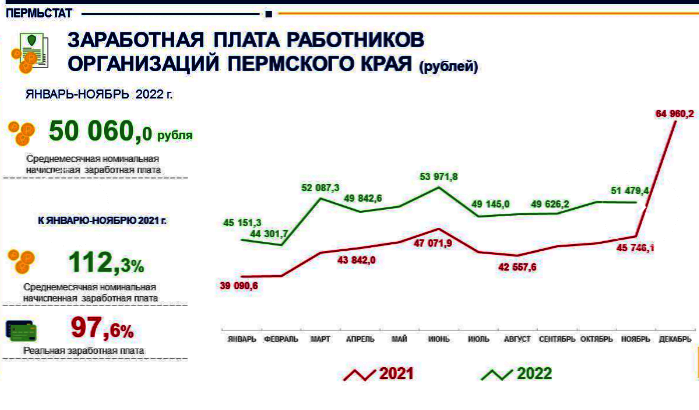 ПЕРМЬСТАТ
ЗАРАБОТНАЯ ПЛАТА РАБОТНИКОВ
ОРГАНИЗАЦИЙ ПЕРМСКОГО КРАЯ (рублей)
ЯНВАРЬ-НОЯБРЬ 2022 г.
50 060,0 рубля
Среднемесячная номинальная
начисленная заработная плата
К ЯНВАРЮ-НОЯБРЮ 2021 г.
112,3%
Среднемесячная номинальная
начисленная заработная плата
97,6%
Реальная заработная плата
64 960,2
45 151,3
44 301,7
52 087,3
49 842,6
53 971,8
49 145,0
49 626,2
51 479,4
39 090,6
43 842,0
47 071,9
42 557,6
45 746,1
ЯНВАРЬ ФЕВРАЛЬ МАРТ АПРЕЛЬ МАЙ ИЮНЬ ИЮЛЬ АВГУСТ СЕНТЯБРЬ ОКТЯБРЬ НОЯБРЬ ДЕКАБРЬ
2021 2022